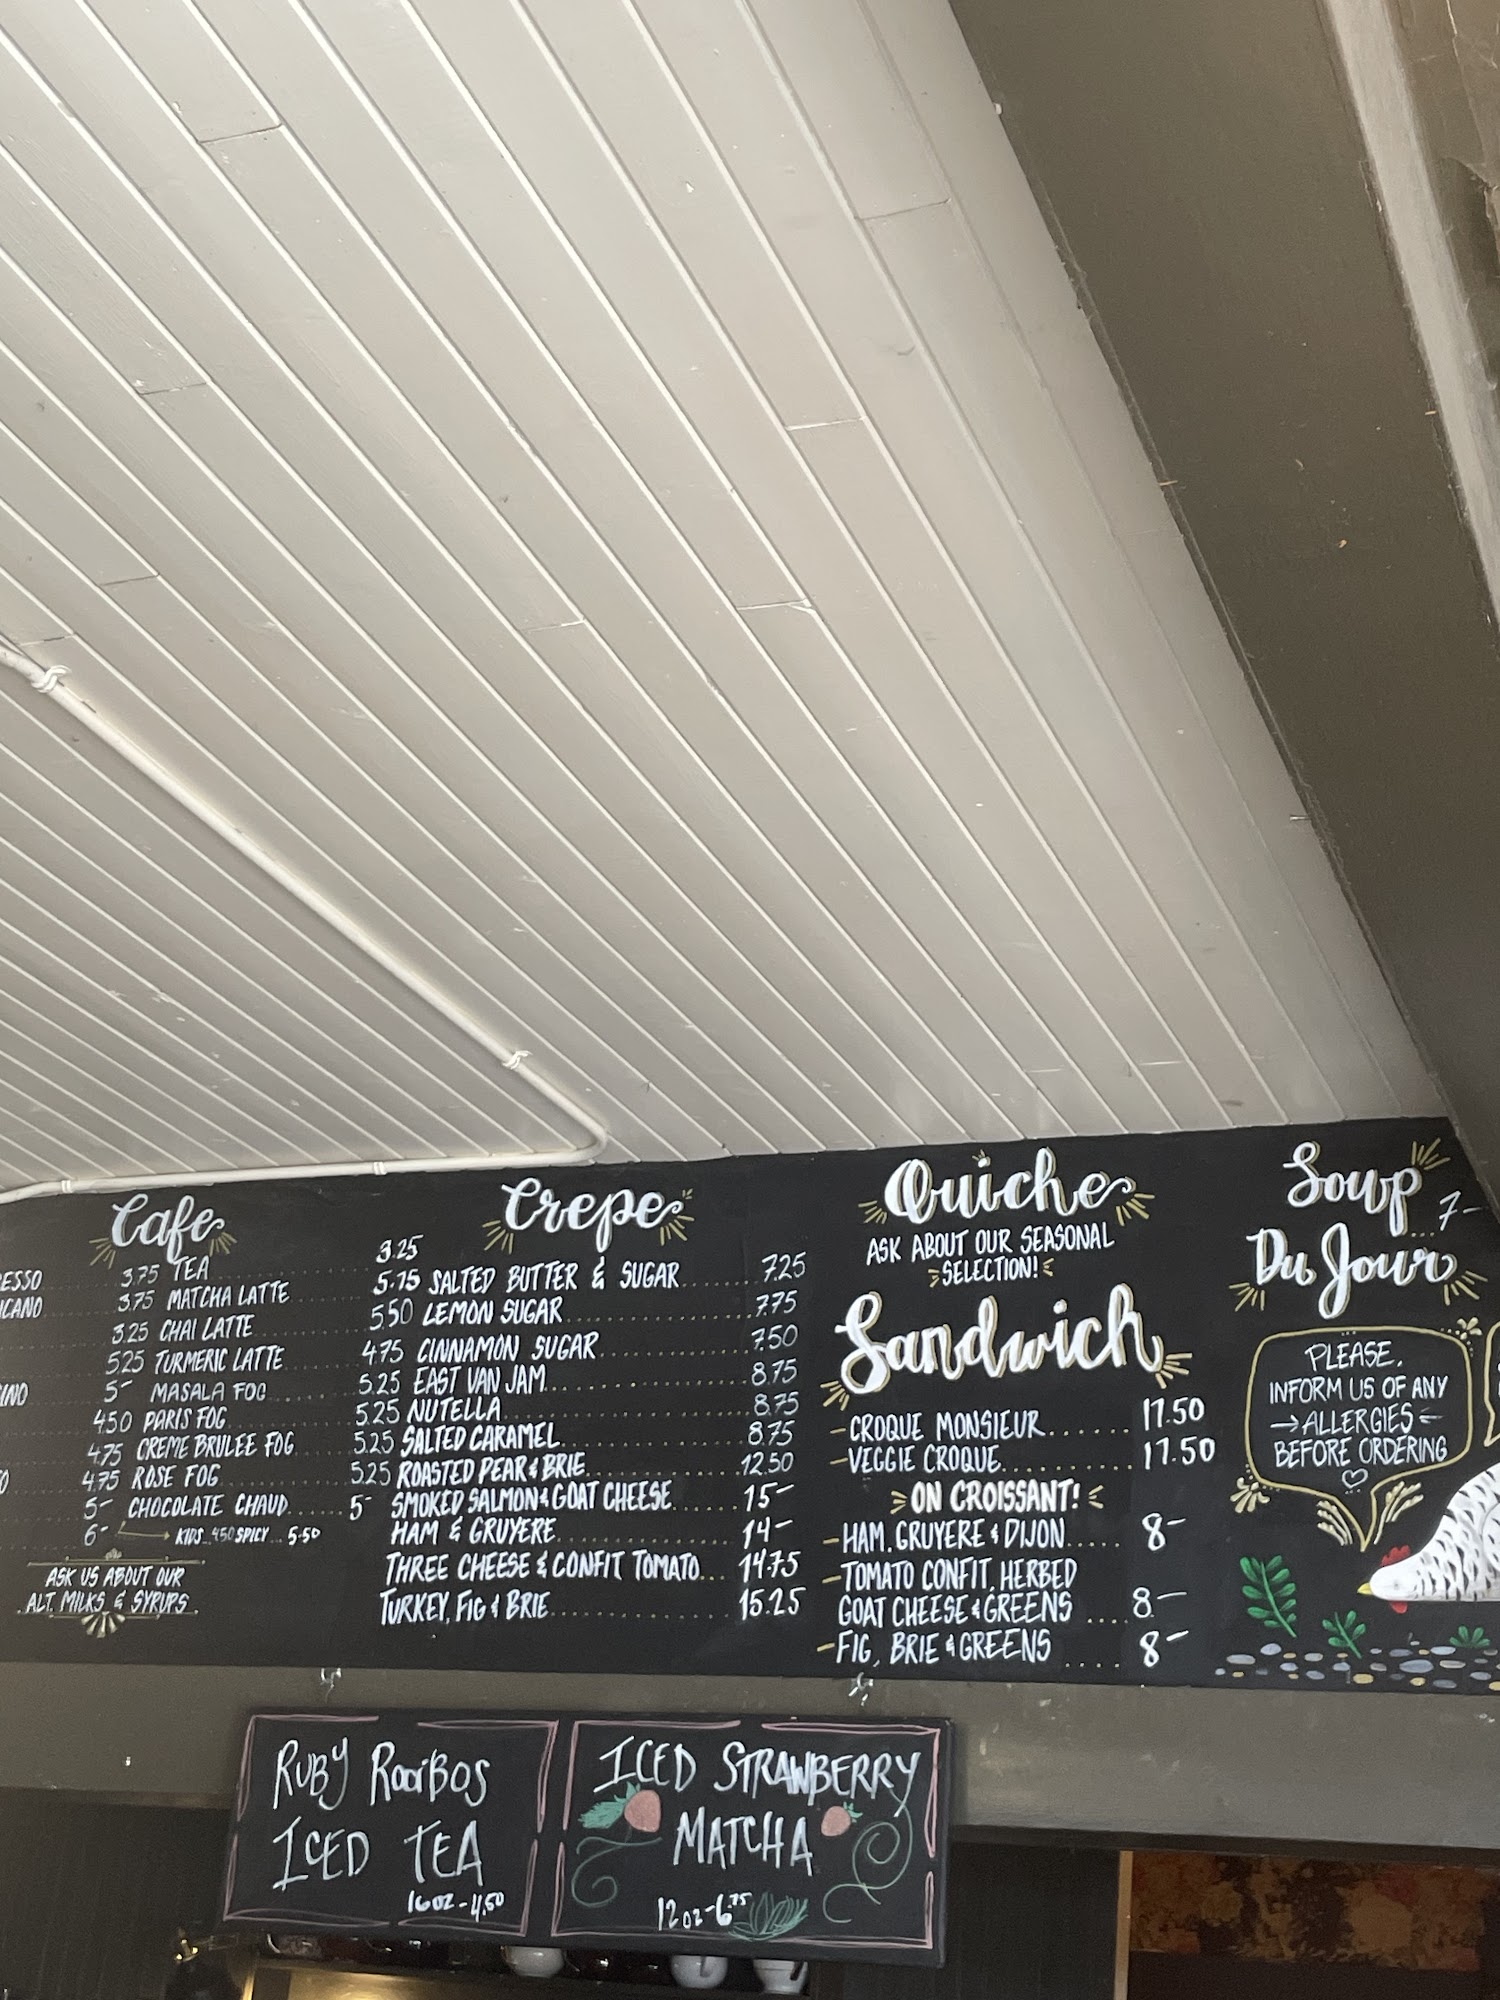 Cafe
ESSO 3.75
ICANO 3.75
3.25
5.25
INO 5-
4.50
4.75
O 4.75
5-
6-
TEA 3.25
MATCHA LATTE 5.75
CHAI LATTE 5.50
TURMERIC LATTE 4.75
MASALA FOG 5.25
PARIS FOG 5.25
CREME BRULEE FOG 5.25
ROSE FOG 5.25
CHOCOLATE CHAUD 5-
KIDS..4.50 SPICY...5.50
ASK US ABOUT OUR
ALT. MILKS & SYRUPS
Crepe
SALTED BUTTER & SUGAR 7.25
LEMON SUGAR 7.75
CINNAMON SUGAR 7.50
EAST VAN JAM 8.75
NUTELLA 8.75
SALTED CARAMEL 8.75
ROASTED PEAR & BRIE 12.50
SMOKED SALMON & GOAT CHEESE 15-
HAM & GRUYERE 14-
THREE CHEESE & CONFIT TOMATO 14.75
TURKEY, FIG & BRIE 15.25
Quiche
ASK ABOUT OUR SEASONAL
SELECTION!
Sandwich
- CROQUE MONSIEUR 17.50
- VEGGIE CROQUE 17.50
ON CROISSANT!
- HAM, GRUYERE & DIJON 8-
- TOMATO CONFIT, HERBED
GOAT CHEESE & GREENS 8-
- FIG, BRIE & GREENS 8-
Soup
Du Jour 7-
PLEASE,
INFORM US OF ANY
→ ALLERGIES ←
BEFORE ORDERING
RUBY ROOIBOS
ICED TEA
16oz-4.50
ICED STRAWBERRY
MATCHA
12oz-6.75